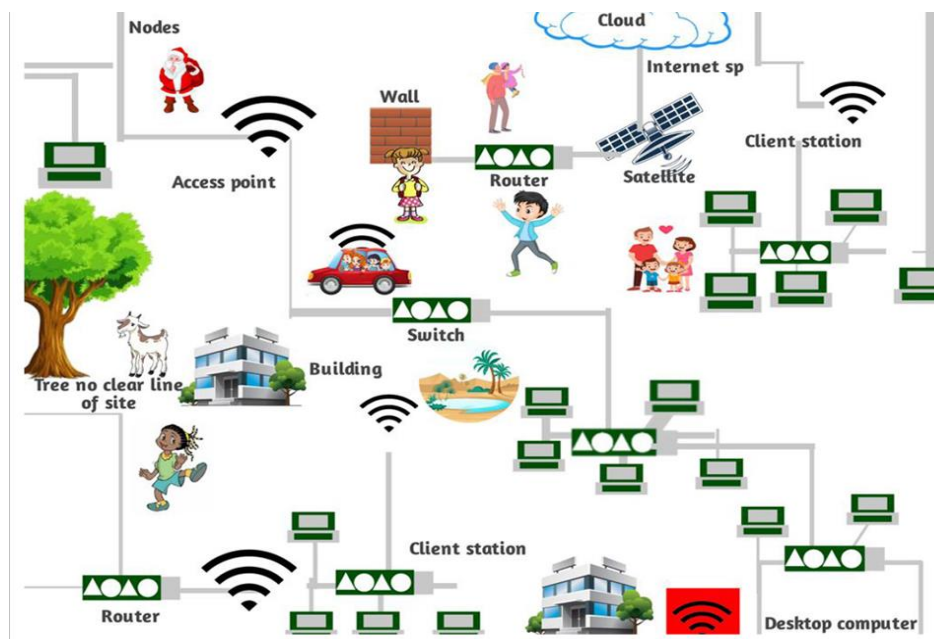 Nodes
Cloud
Internet sp
Wall
Client station
Access point
Router
Satellite
Switch
Building
Tree no clear line
of site
Client station
Router
Desktop computer